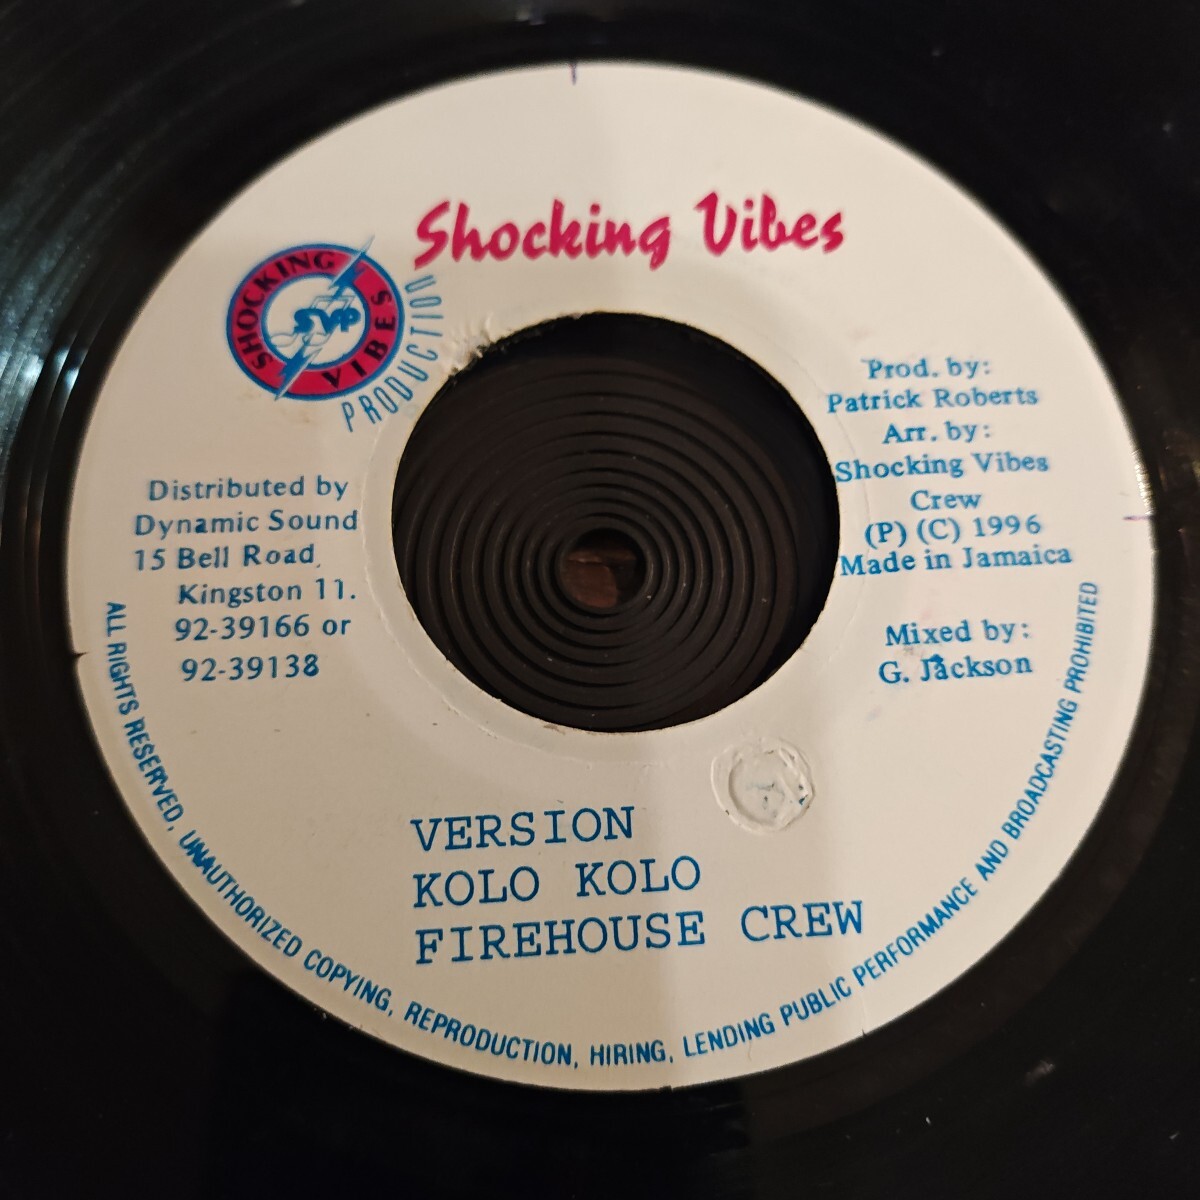 Shocking Vibes
SHOCKING VIBES
SVP
PRODUCTION
Distributed by
Dynamic Sound
15 Bell Road,
Kingston 11.
92-39166 or
92-39138
Prod. by:
Patrick Roberts
Arr. by:
Shocking Vibes
Crew
(P) (C) 1996
Made in Jamaica
Mixed by:
G. Jackson
VERSION
KOLO KOLO
FIREHOUSE CREW
ALL RIGHTS RESERVED, UNAUTHORIZED COPYING, REPRODUCTION, HIRING, LENDING PUBLIC PERFORMANCE AND BROADCASTING PROHIBITED